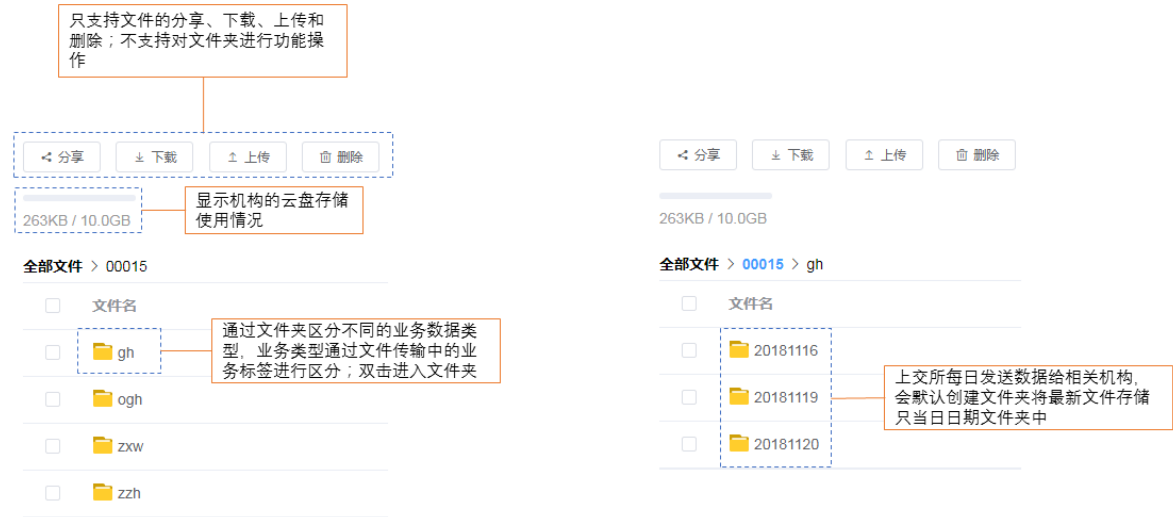 只支持文件的分享、下载、上传和
删除；不支持对文件夹进行功能操
作
分享 下载 上传 删除
263KB / 10.0GB
显示机构的云盘存储
使用情况
全部文件 > 00015
文件名
gh
通过文件夹区分不同的业务数据类
型，业务类型通过文件传输中的业
务标签进行区分；双击进入文件夹
ogh
zxw
zzh
分享 下载 上传 删除
263KB / 10.0GB
全部文件 > 00015 > gh
文件名
20181116
20181119
20181120
上交所每日发送数据给相关机构，
会默认创建文件夹将最新文件存储
只当日日期文件夹中